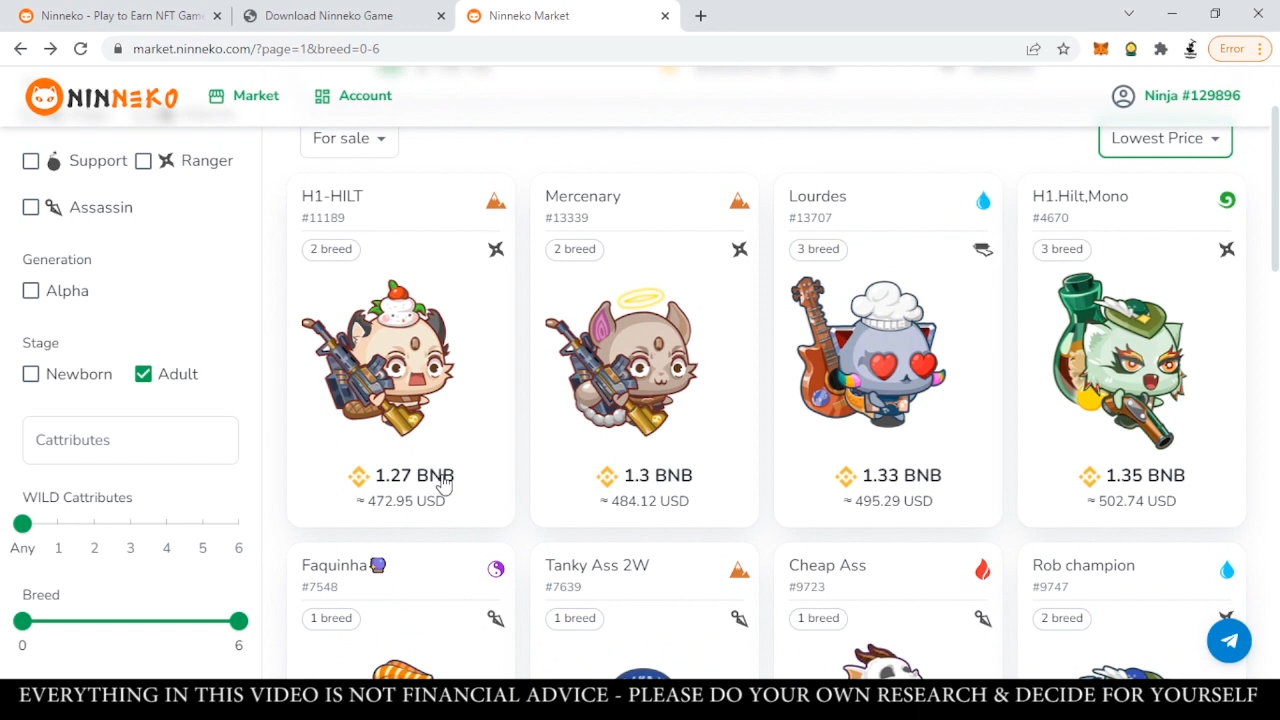 Ninneko - Play to Earn NFT Game
Download Ninneko Game
Ninneko Market
market.ninneko.com/?page=1&breed=0-6
Error
NINNEKO
Market
Account
Ninja #129896
Support
Ranger
Assassin
Generation
Alpha
Stage
Newborn
Adult
Cattributes
WILD Cattributes
Any 1 2 3 4 5 6
Breed
0 6
For sale
Lowest Price
H1-HILT
#11189
2 breed
1.27 BNB
≈ 472.95 USD
Mercenary
#13339
2 breed
1.3 BNB
≈ 484.12 USD
Lourdes
#13707
3 breed
1.33 BNB
≈ 495.29 USD
H1.Hilt,Mono
#4670
3 breed
1.35 BNB
≈ 502.74 USD
Faquinha🔮
#7548
1 breed
Tanky Ass 2W
#7639
1 breed
Cheap Ass
#9723
1 breed
Rob champion
#9747
2 breed
EVERYTHING IN THIS VIDEO IS NOT FINANCIAL ADVICE - PLEASE DO YOUR OWN RESEARCH & DECIDE FOR YOURSELF